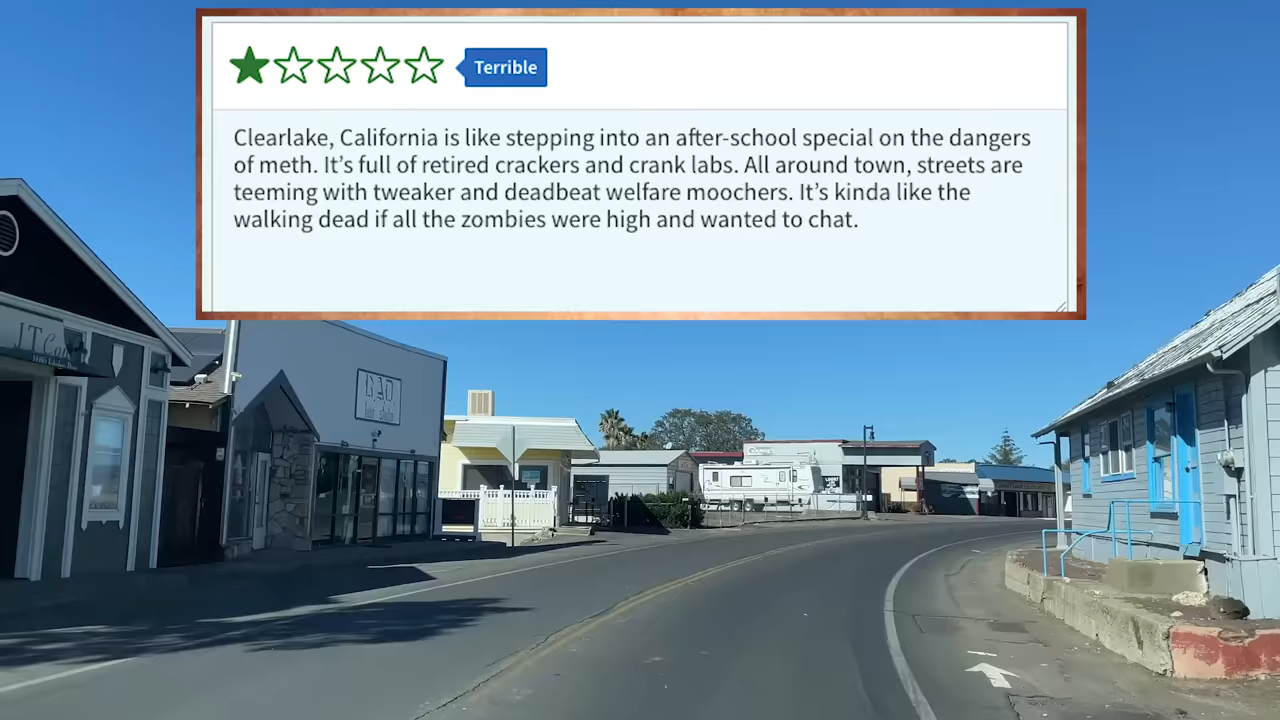 Terrible
Clearlake, California is like stepping into an after-school special on the dangers
of meth. It’s full of retired crackers and crank labs. All around town, streets are
teeming with tweaker and deadbeat welfare moochers. It’s kinda like the
walking dead if all the zombies were high and wanted to chat.
JT